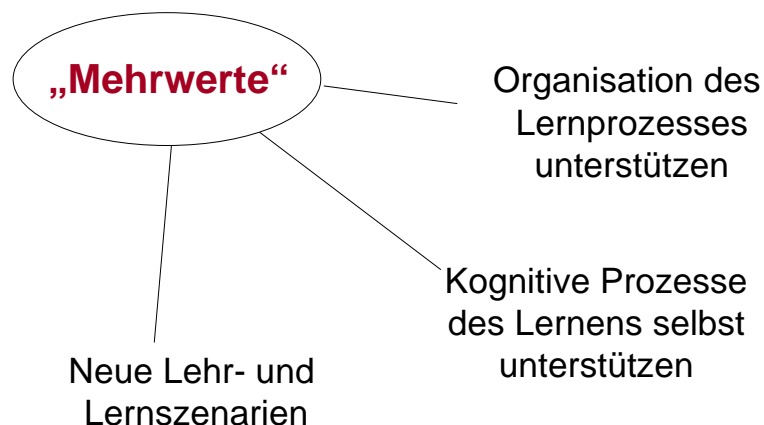 „Mehrwerte“
Organisation des
Lernprozesses
unterstützen
Kognitive Prozesse
des Lernens selbst
unterstützen
Neue Lehr- und
Lernszenarien